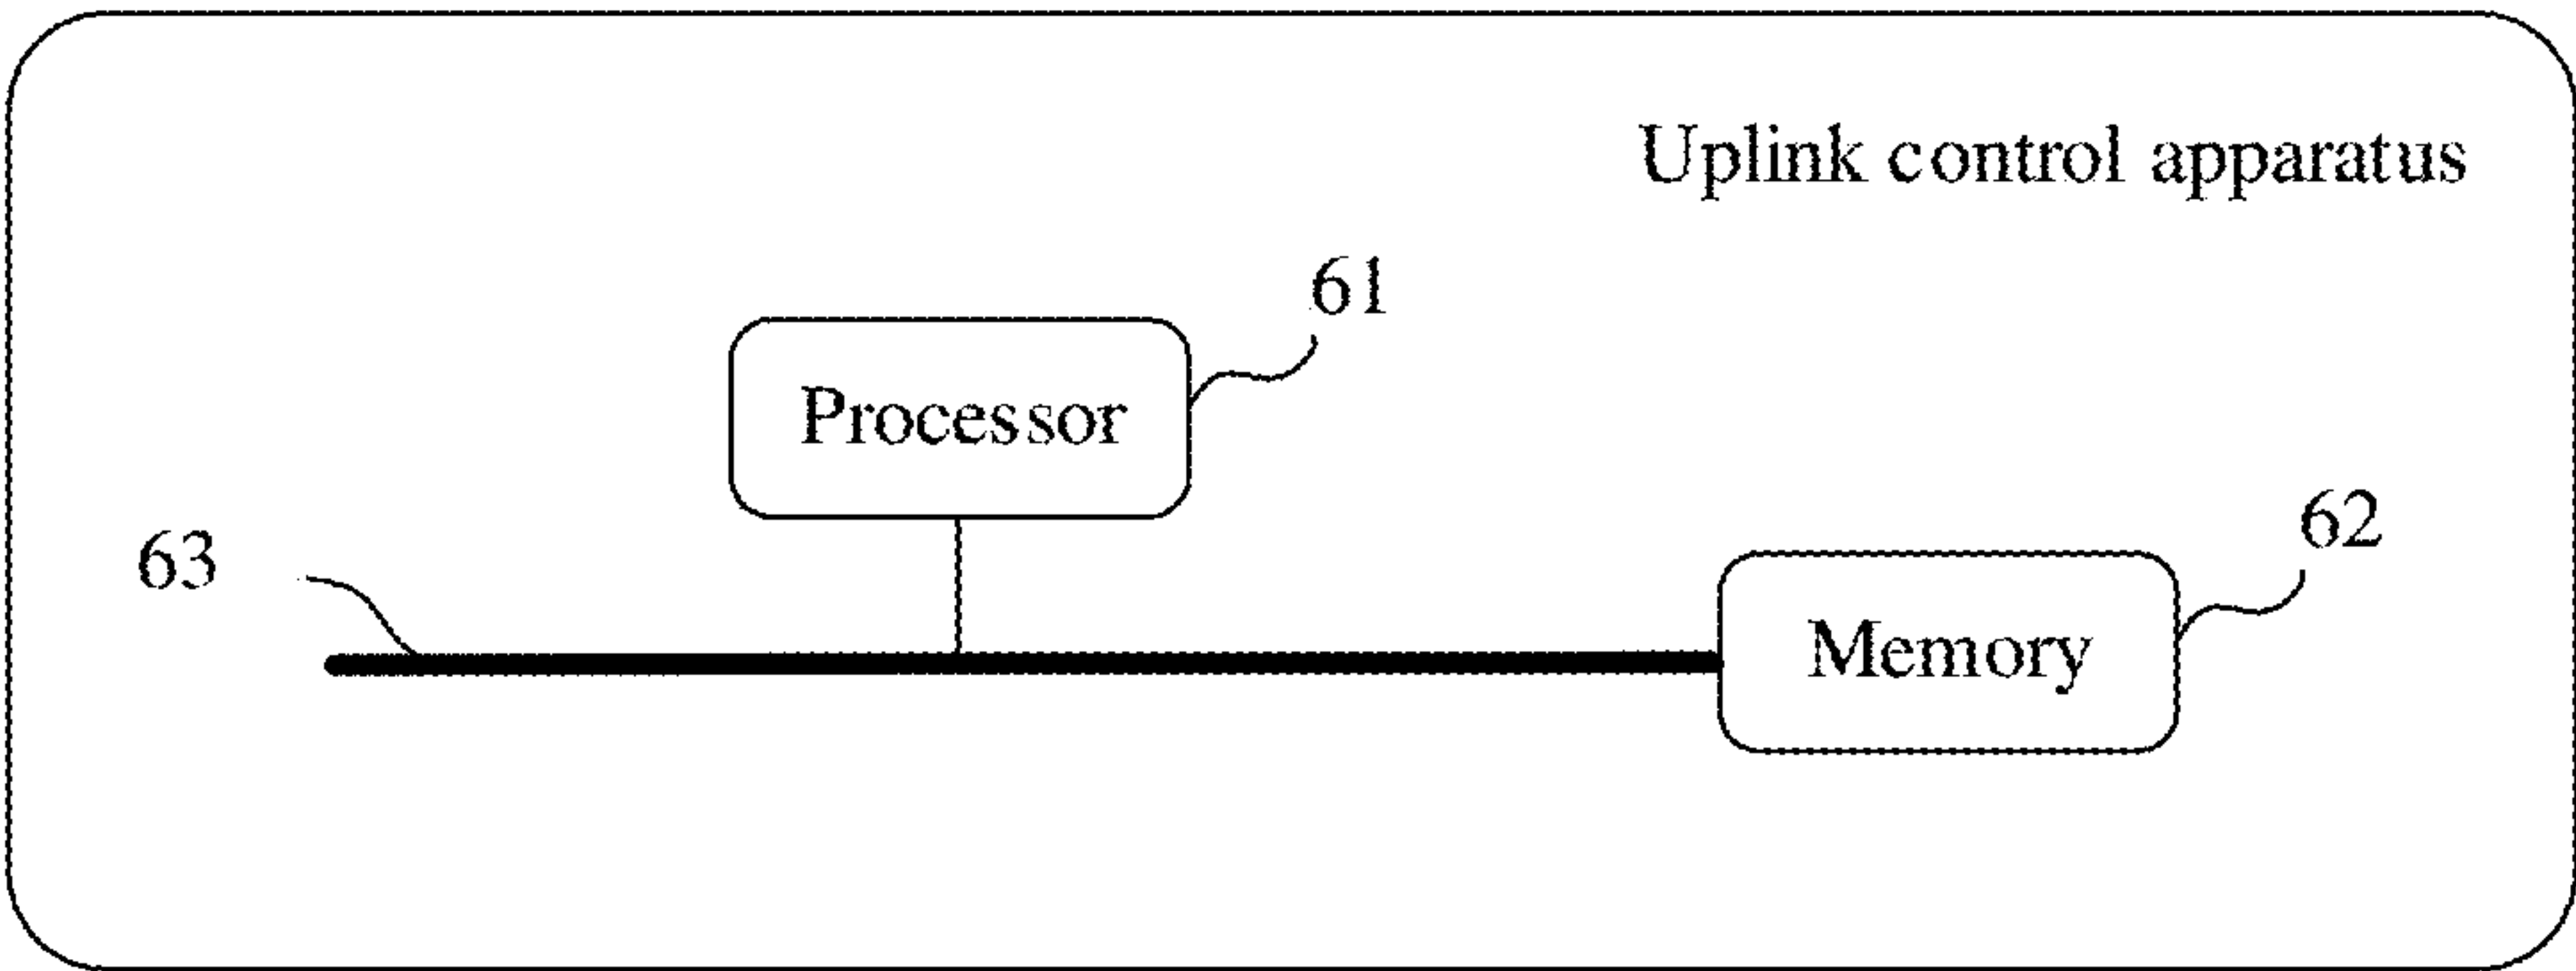 Uplink control apparatus
61
Processor
62
63
Memory